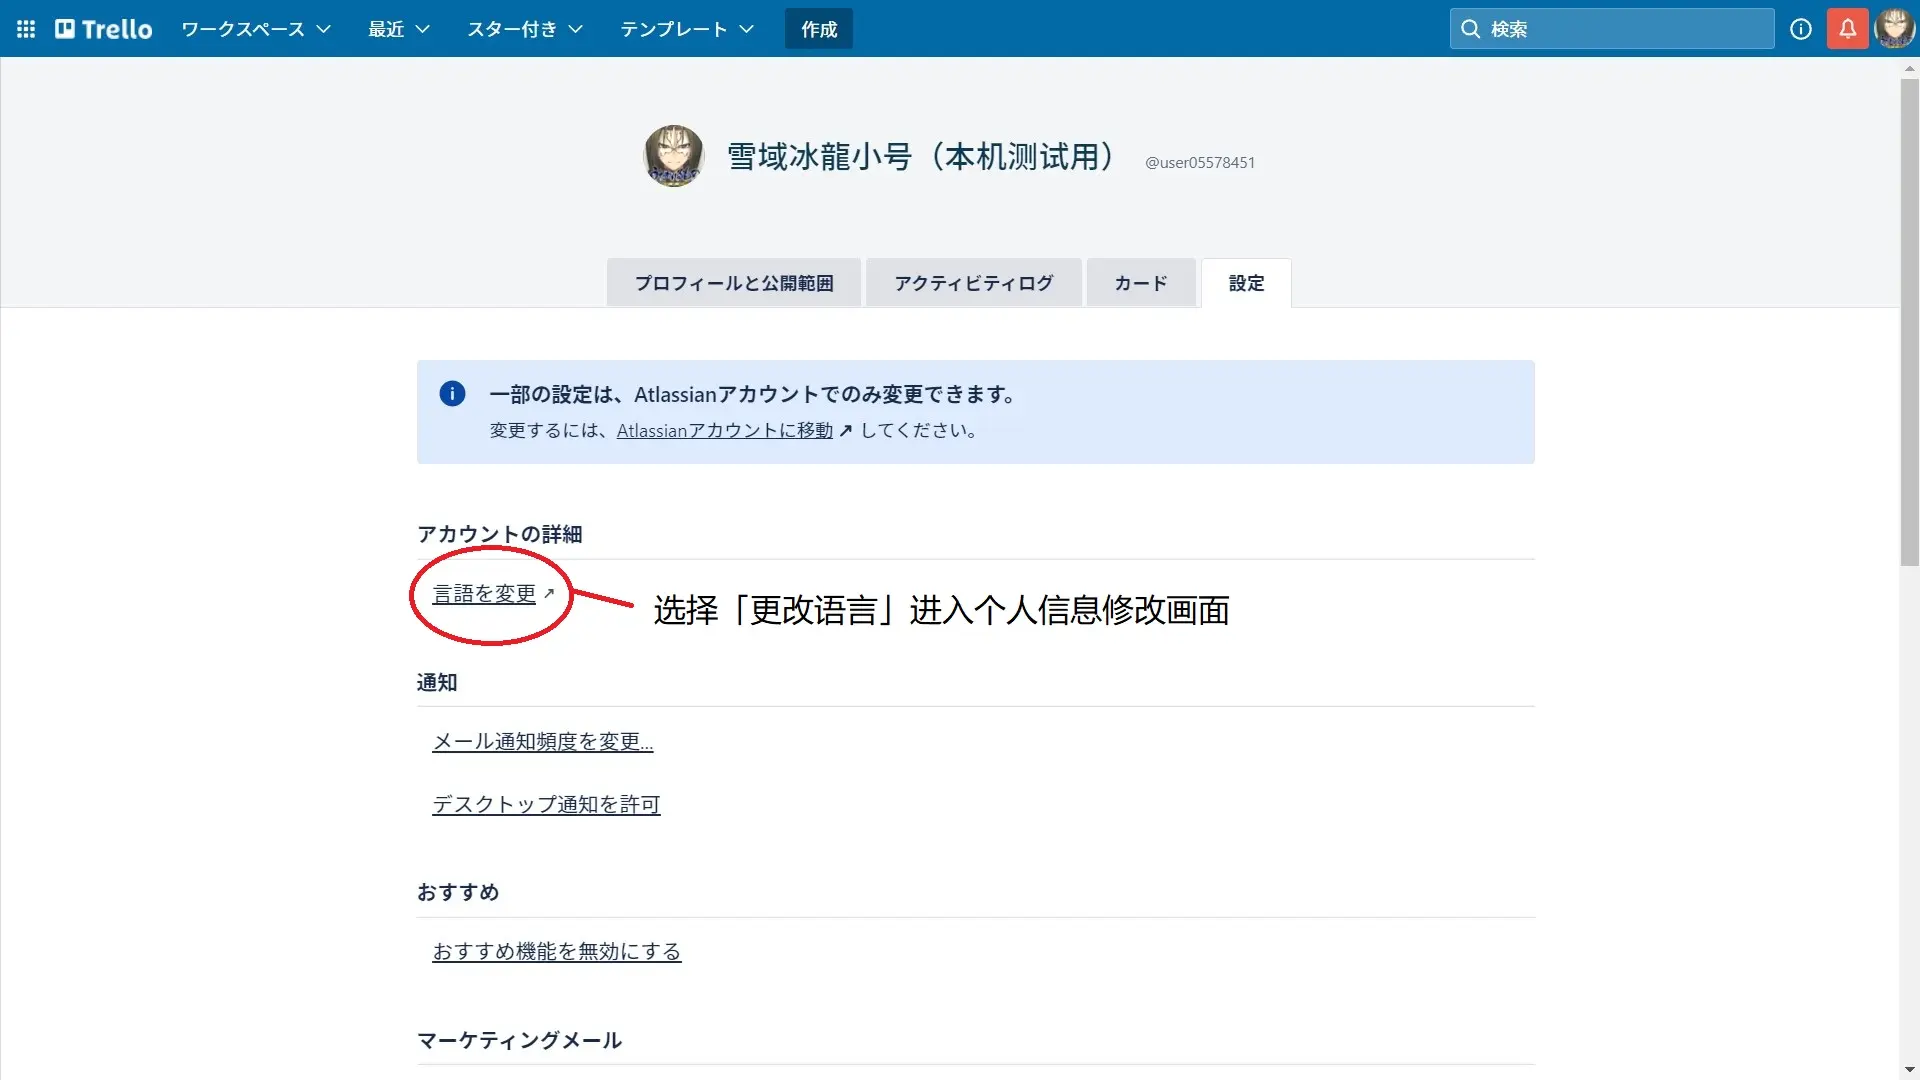 Trello ワークスペース 最近 スター付き テンプレート 作成 検索
雪域冰龍小号（本机测试用） @user05578451
プロフィールと公開範囲 アクティビティログ カード 設定
一部の設定は、Atlassianアカウントでのみ変更できます。
変更するには、Atlassianアカウントに移動 ↗ してください。
アカウントの詳細
言語を変更 ↗
选择「更改语言」进入个人信息修改画面
通知
メール通知頻度を変更...
デスクトップ通知を許可
おすすめ
おすすめ機能を無効にする
マーケティングメール